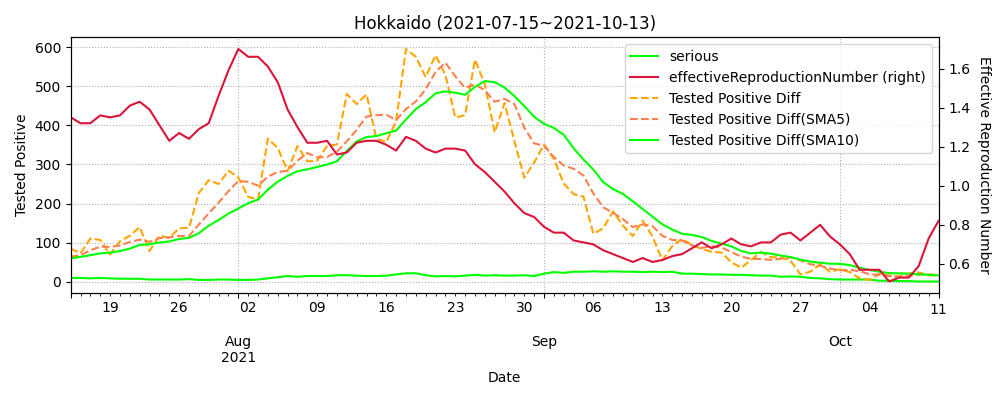 Hokkaido (2021-07-15~2021-10-13)
serious
effectiveReproductionNumber (right)
Tested Positive Diff
Tested Positive Diff(SMA5)
Tested Positive Diff(SMA10)
Tested Positive
600
500
400
300
200
100
0
1.6
1.4
1.2
1.0
0.8
0.6
Effective Reproduction Number
19 26 02 09 16 23 30 06 13 20 27 04 11
Aug Sep Oct
2021
Date